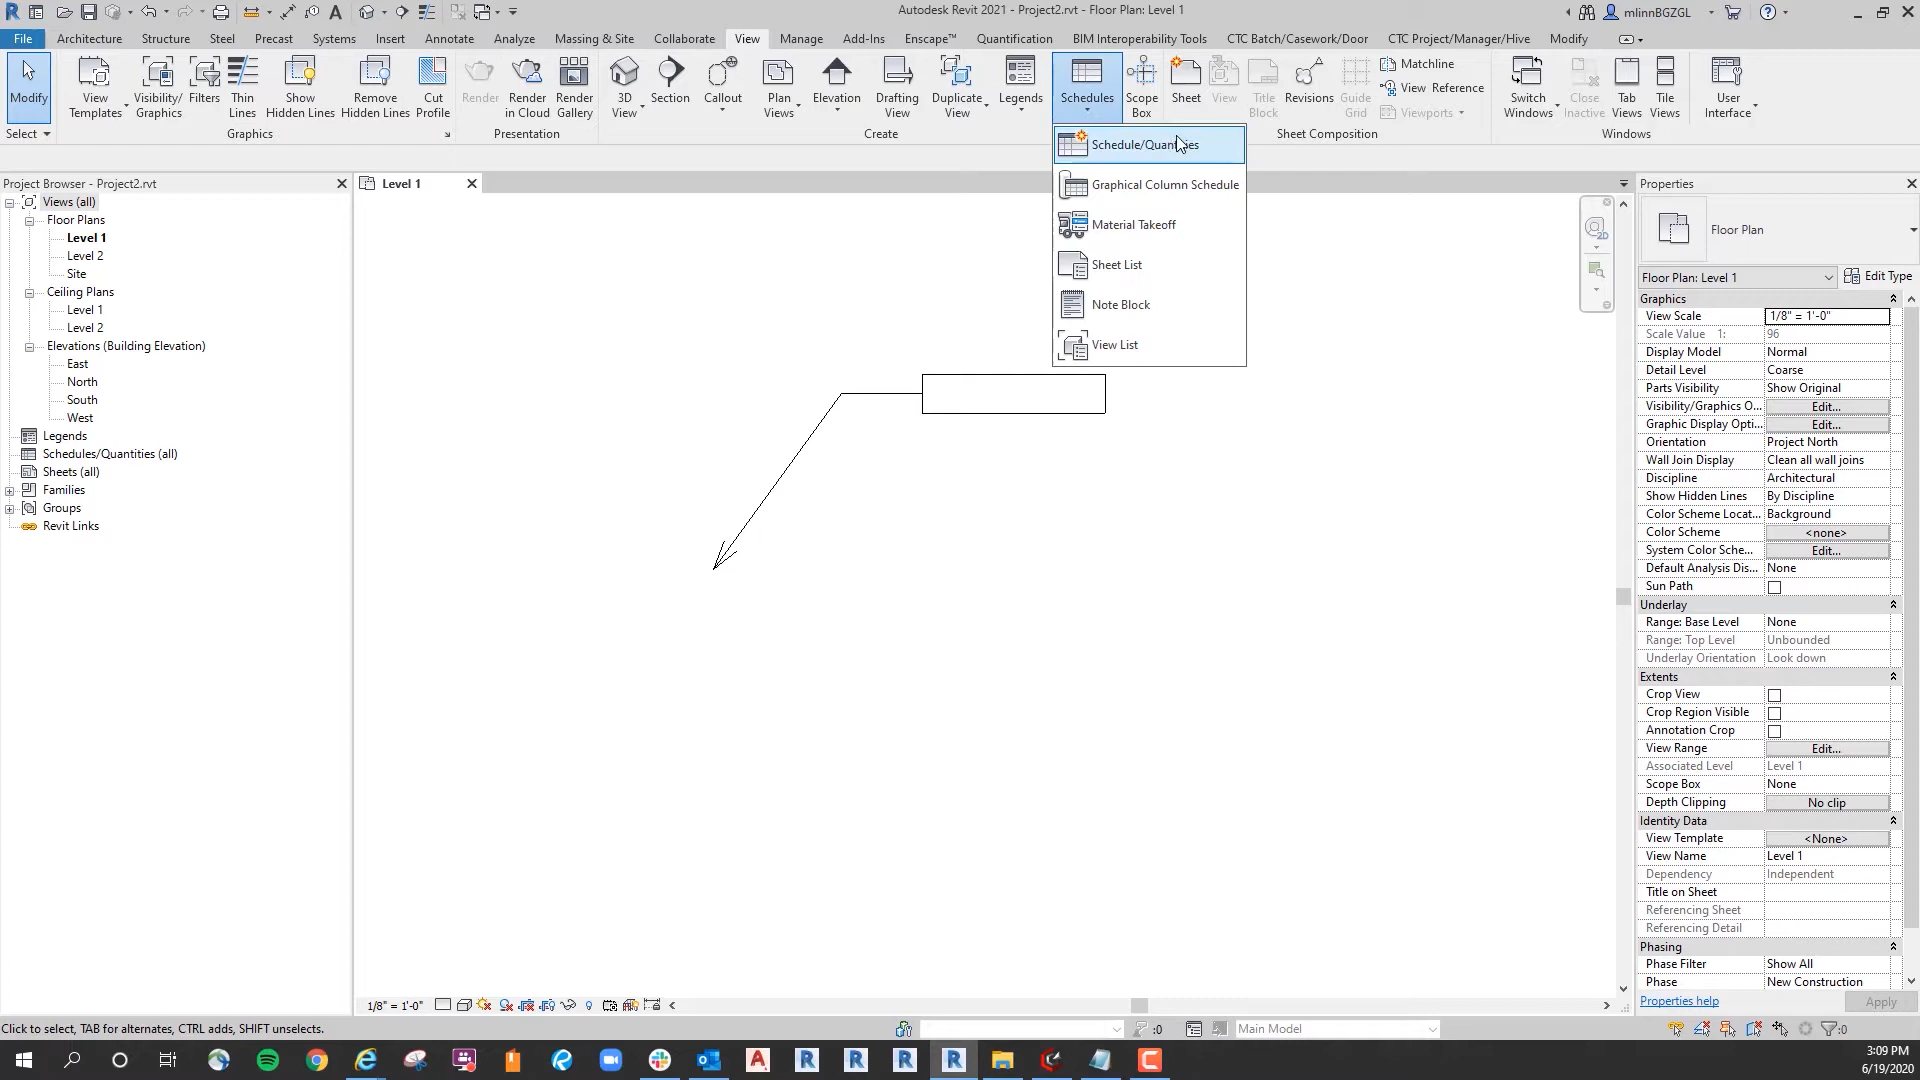 Autodesk Revit 2021 - Project2.rvt - Floor Plan: Level 1
mlinnBGZGL
File Architecture Structure Steel Precast Systems Insert Annotate Analyze Massing & Site Collaborate View Manage Add-Ins Enscape™ Quantification BIM Interoperability Tools CTC Batch/Casework/Door CTC Project/Manager/Hive Modify
Modify
View Templates
Visibility/ Graphics
Filters
Thin Lines
Show Hidden Lines
Remove Hidden Lines
Cut Profile
Render
Render in Cloud
Render Gallery
3D View
Section
Callout
Plan Views
Elevation
Drafting View
Duplicate View
Legends
Schedules
Scope Box
Sheet
View
Title Block
Revisions
Guide Grid
Matchline
View Reference
Viewports
Switch Windows
Close Inactive
Tab Views
Tile Views
User Interface
Select Graphics Presentation Create Sheet Composition Windows
Schedule/Quantities
Graphical Column Schedule
Material Takeoff
Sheet List
Note Block
View List
Project Browser - Project2.rvt
Views (all)
Floor Plans
Level 1
Level 2
Site
Ceiling Plans
Level 1
Level 2
Elevations (Building Elevation)
East
North
South
West
Legends
Schedules/Quantities (all)
Sheets (all)
Families
Groups
Revit Links
Level 1
Properties
Floor Plan
Floor Plan: Level 1 Edit Type
Graphics
View Scale 1/8" = 1'-0"
Scale Value 1: 96
Display Model Normal
Detail Level Coarse
Parts Visibility Show Original
Visibility/Graphics O... Edit...
Graphic Display Opti... Edit...
Orientation Project North
Wall Join Display Clean all wall joins
Discipline Architectural
Show Hidden Lines By Discipline
Color Scheme Locat... Background
Color Scheme <none>
System Color Sche... Edit...
Default Analysis Dis... None
Sun Path
Underlay
Range: Base Level None
Range: Top Level Unbounded
Underlay Orientation Look down
Extents
Crop View
Crop Region Visible
Annotation Crop
View Range Edit...
Associated Level Level 1
Scope Box None
Depth Clipping No clip
Identity Data
View Template <None>
View Name Level 1
Dependency Independent
Title on Sheet
Referencing Sheet
Referencing Detail
Phasing
Phase Filter Show All
Phase New Construction
Properties help Apply
1/8" = 1'-0"
Click to select, TAB for alternates, CTRL adds, SHIFT unselects.
:0
Main Model
:0
3:09 PM
6/19/2020